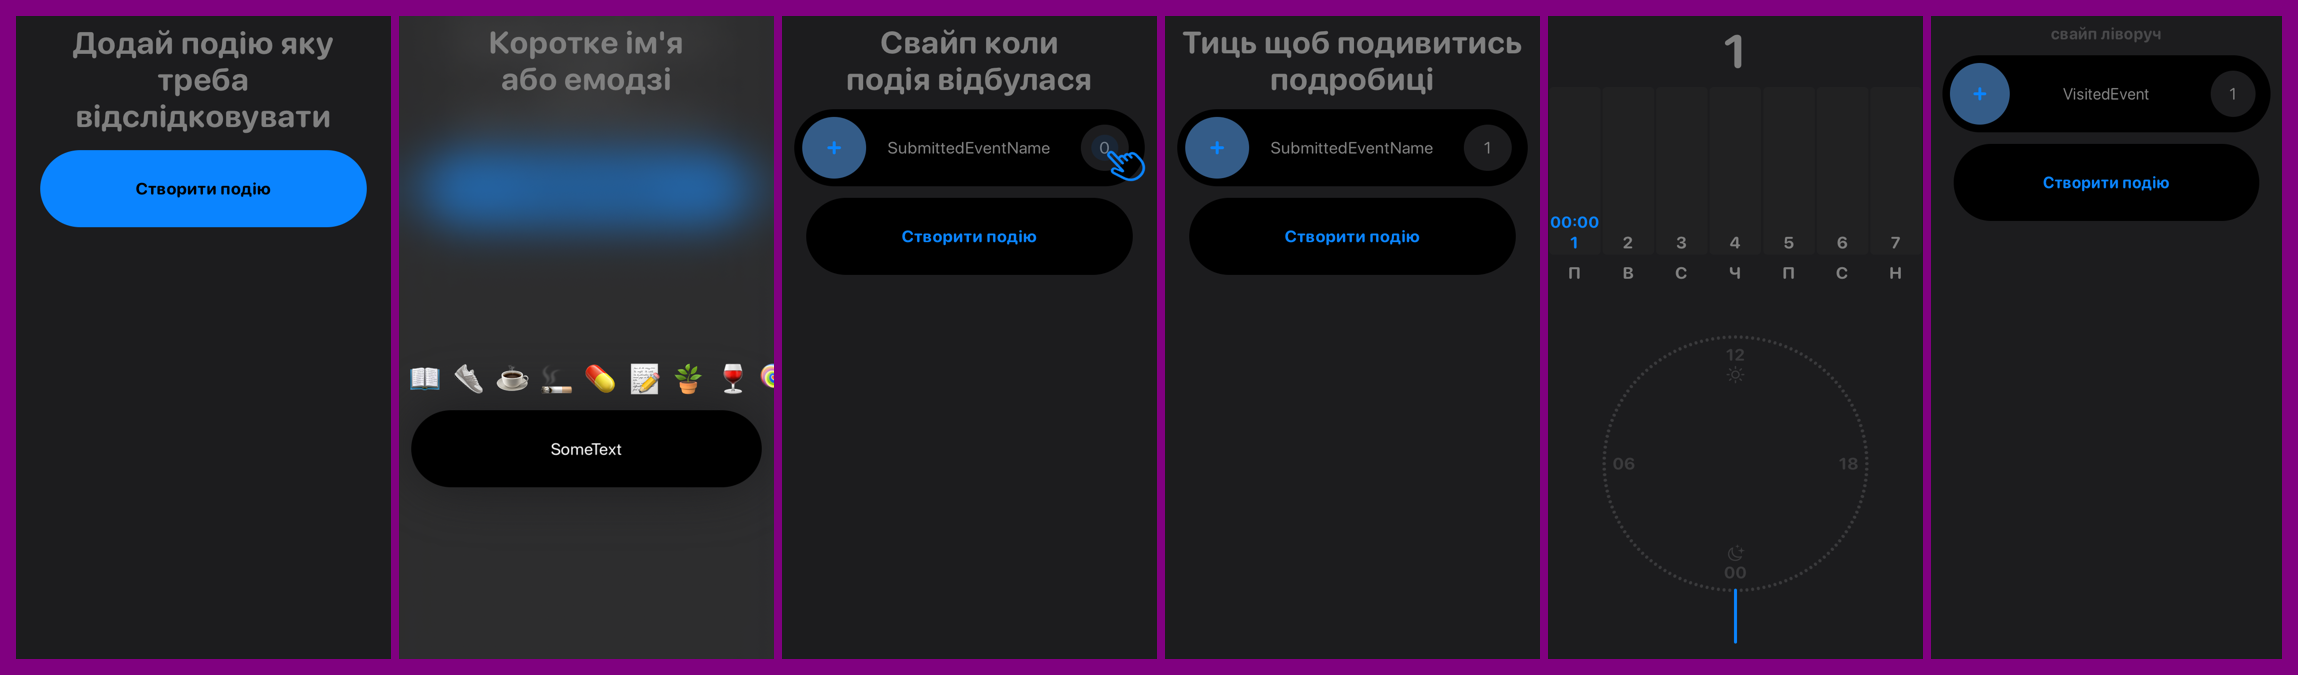 Додай подію яку
треба
відслідковувати
Створити подію
Коротке ім'я
або емодзі
SomeText
Свайп коли
подія відбулася
+ SubmittedEventName 0
Створити подію
Тиць щоб подивитись
подробиці
+ SubmittedEventName 1
Створити подію
1
00:00
1 2 3 4 5 6 7
П В С Ч П С Н
12
06 18
00
свайп ліворуч
+ VisitedEvent 1
Створити подію